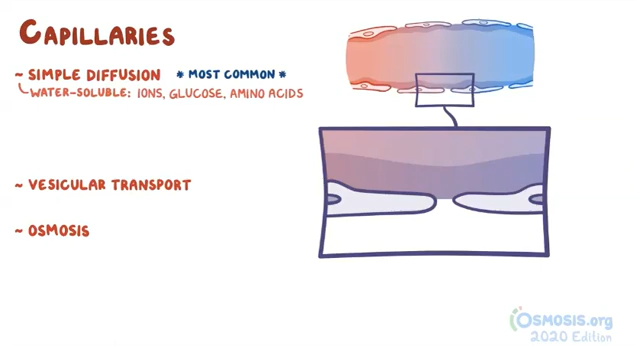 CAPILLARIES
~ SIMPLE DIFFUSION * MOST COMMON *
WATER-SOLUBLE: IONS, GLUCOSE, AMINO ACIDS
~ VESICULAR TRANSPORT
~ OSMOSIS
OSMOSIS.org
2020 Edition